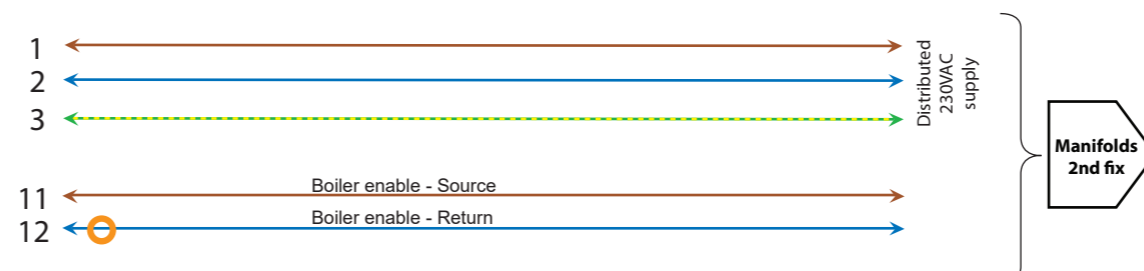 1
2
3
Distributed
230VAC
supply
11
Boiler enable - Source
12
Boiler enable - Return
Manifolds
2nd fix